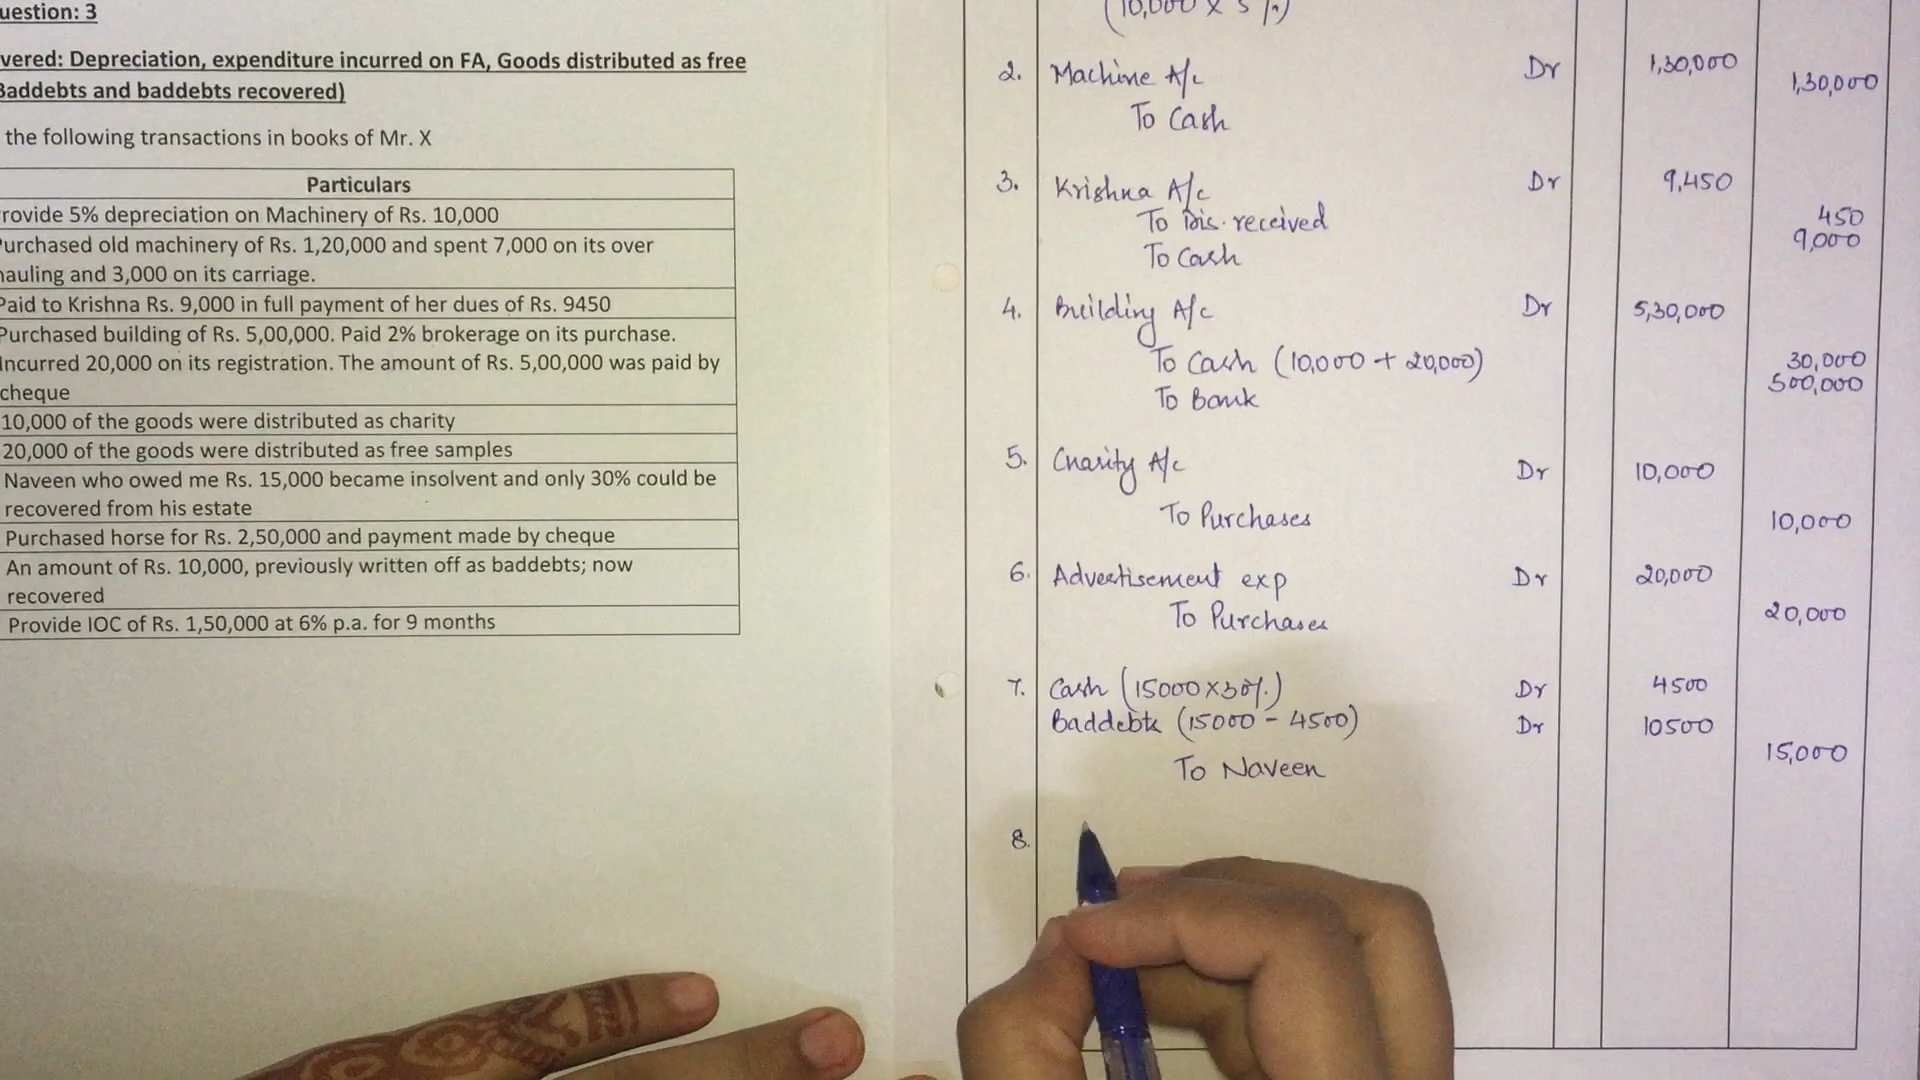 uestion: 3
vered: Depreciation, expenditure incurred on FA, Goods distributed as free
Baddebts and baddebts recovered)
the following transactions in books of Mr. X
Particulars
rovide 5% depreciation on Machinery of Rs. 10,000
Purchased old machinery of Rs. 1,20,000 and spent 7,000 on its over
hauling and 3,000 on its carriage.
Paid to Krishna Rs. 9,000 in full payment of her dues of Rs. 9450
Purchased building of Rs. 5,00,000. Paid 2% brokerage on its purchase.
Incurred 20,000 on its registration. The amount of Rs. 5,00,000 was paid by
cheque
10,000 of the goods were distributed as charity
20,000 of the goods were distributed as free samples
Naveen who owed me Rs. 15,000 became insolvent and only 30% could be
recovered from his estate
Purchased horse for Rs. 2,50,000 and payment made by cheque
An amount of Rs. 10,000, previously written off as baddebts; now
recovered
Provide IOC of Rs. 1,50,000 at 6% p.a. for 9 months
(10,000 x 5%)
2. Machine A/c Dr 1,30,000
To Cash 1,30,000
3. Krishna A/c Dr 9,450
To Dis. received 450
To Cash 9,000
4. Building A/c Dr 5,30,000
To Cash (10,000 + 20,000) 30,000
To Bank 500,000
5. Charity A/c Dr 10,000
To Purchases 10,000
6. Advertisement exp Dr 20,000
To Purchases 20,000
7. Cash (15000x30%.) Dr 4500
Baddebts (15000 - 4500) Dr 10500
To Naveen 15,000
8.